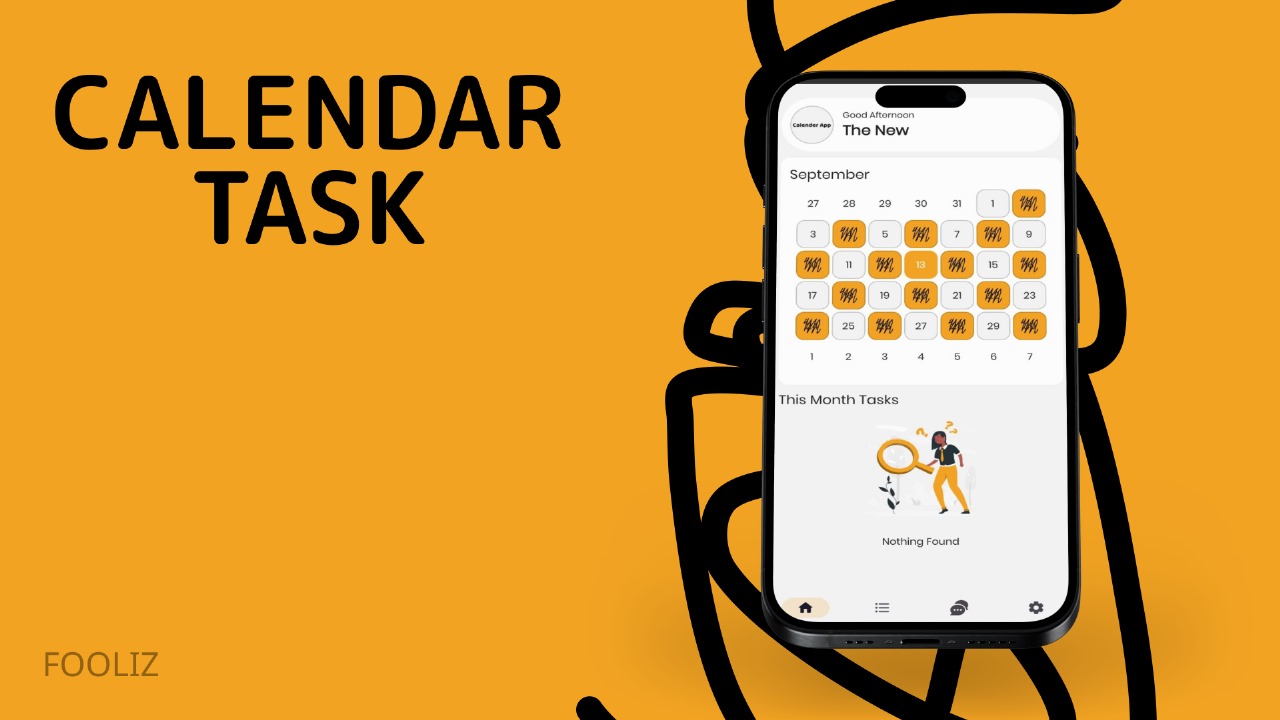 CALENDAR
TASK
FOOLIZ
Calender App
Good Afternoon
The New
September
27 28 29 30 31 1
3 5 7 9
11 13 15
17 19 21 23
25 27 29
1 2 3 4 5 6 7
This Month Tasks
Nothing Found